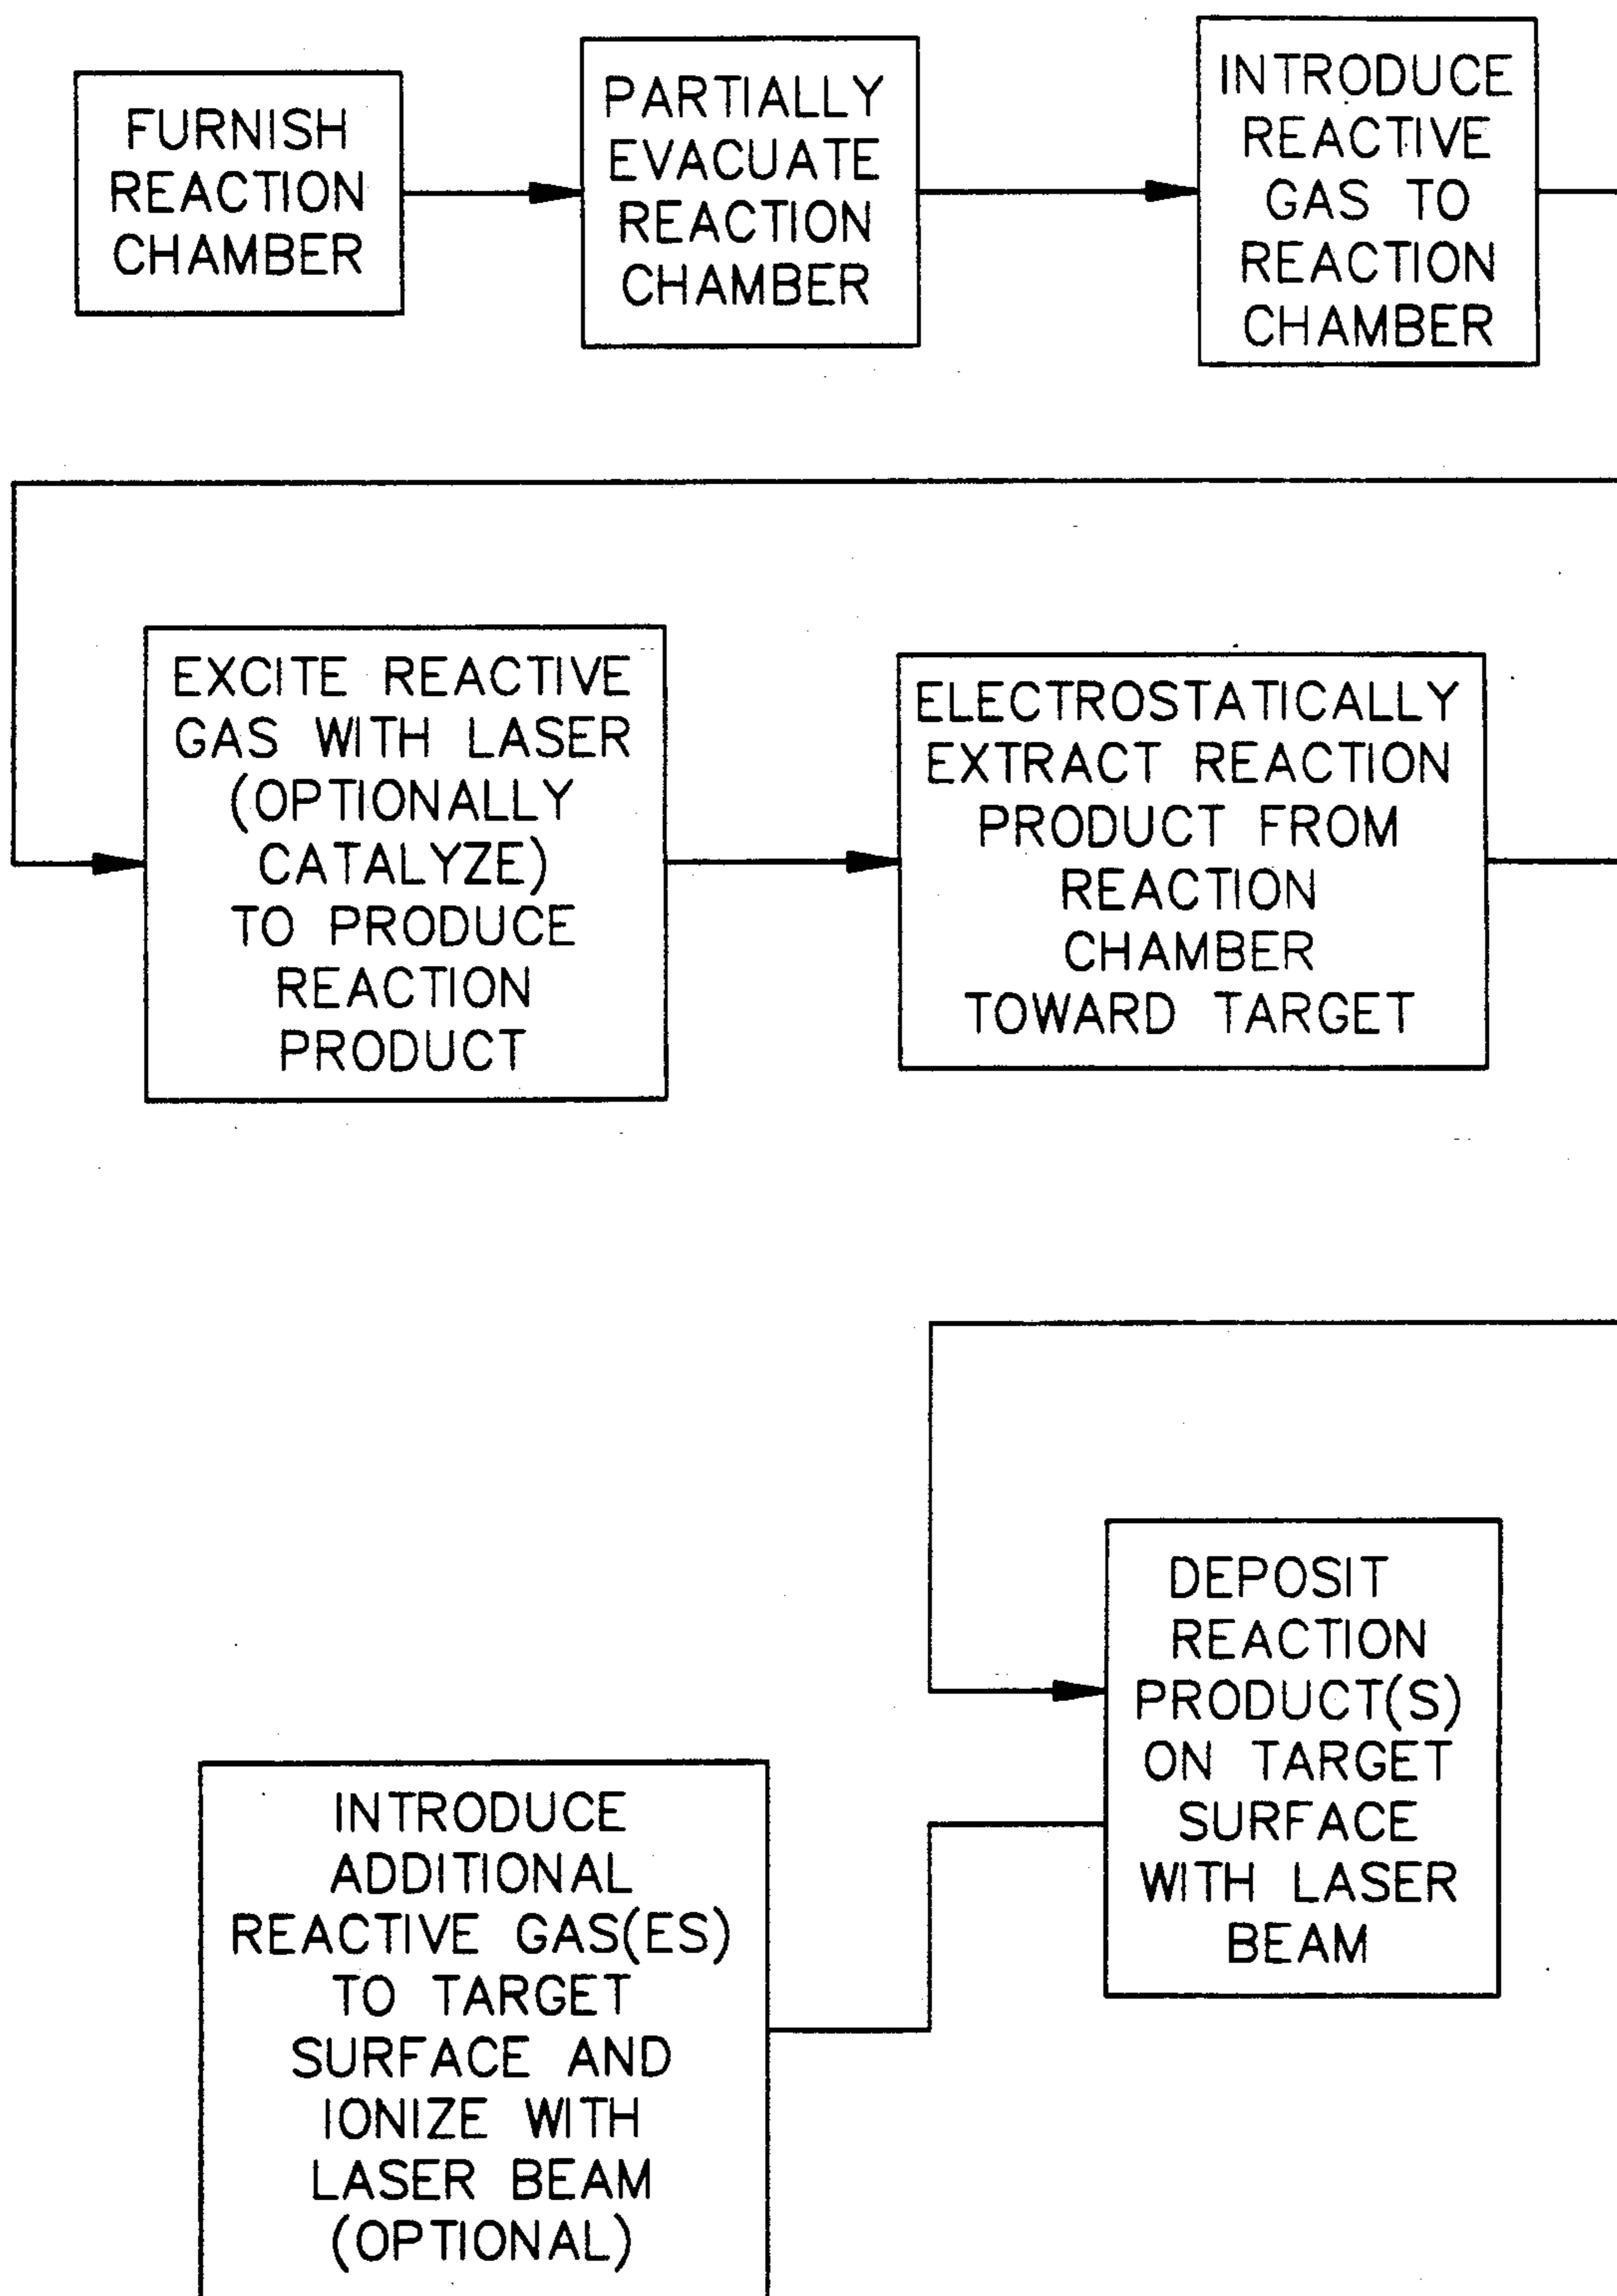 FURNISH
REACTION
CHAMBER
PARTIALLY
EVACUATE
REACTION
CHAMBER
INTRODUCE
REACTIVE
GAS TO
REACTION
CHAMBER
EXCITE REACTIVE
GAS WITH LASER
(OPTIONALLY
CATALYZE)
TO PRODUCE
REACTION
PRODUCT
ELECTROSTATICALLY
EXTRACT REACTION
PRODUCT FROM
REACTION
CHAMBER
TOWARD TARGET
DEPOSIT
REACTION
PRODUCT(S)
ON TARGET
SURFACE
WITH LASER
BEAM
INTRODUCE
ADDITIONAL
REACTIVE GAS(ES)
TO TARGET
SURFACE AND
IONIZE WITH
LASER BEAM
(OPTIONAL)